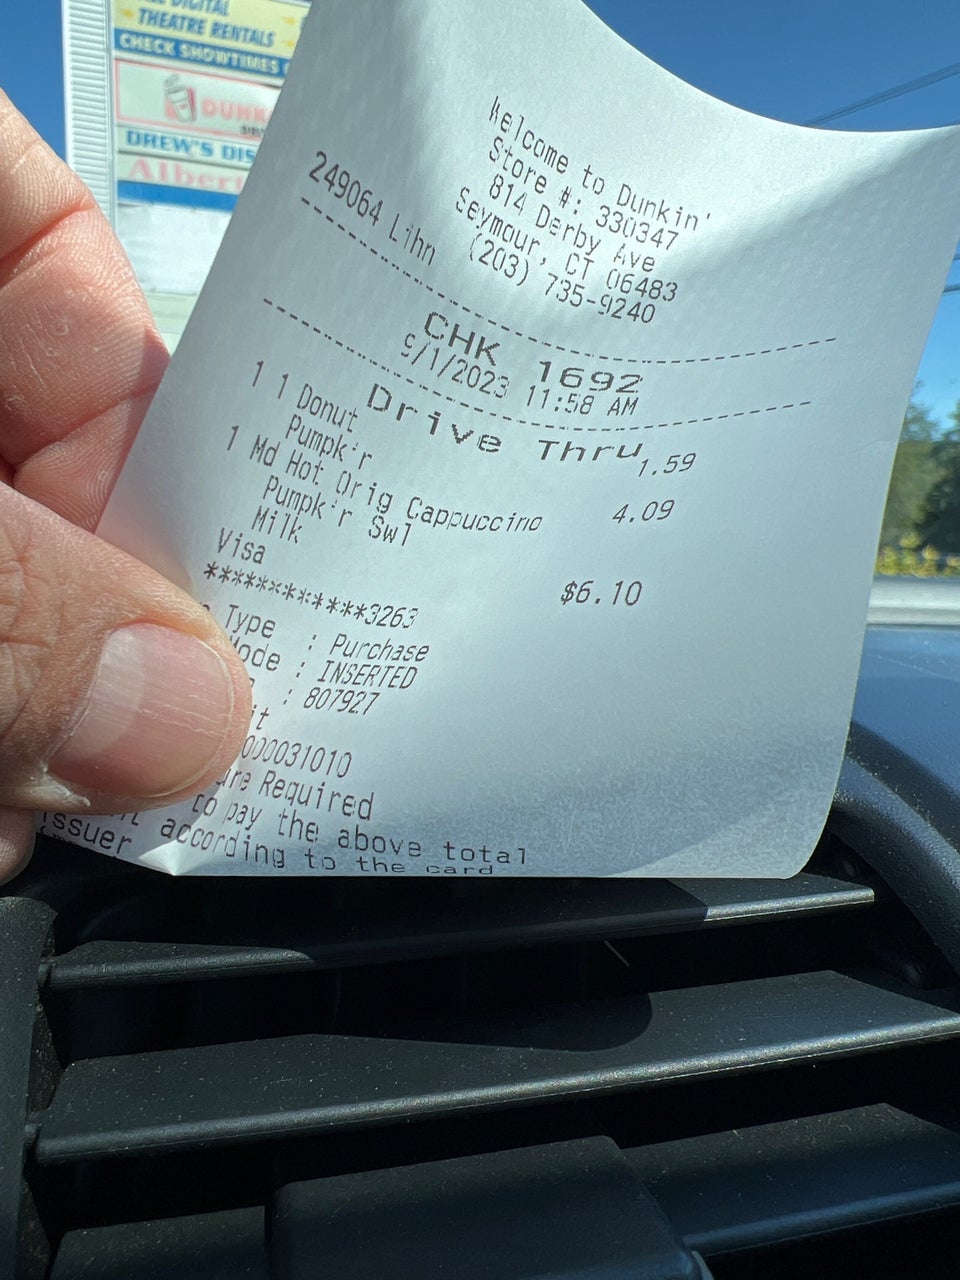 DIGITAL
THEATRE RENTALS
CHECK SHOWTIMES
DUNK
DREW'S DIS
Albert
Welcome to Dunkin'
Store #: 330347
814 Derby Ave
Seymour, CT 06483
(203) 735-9240
249064 Lihn
CHK 1692
9/1/2023 11:58 AM
Drive Thru
1 1 Donut 1.59
Pumpk'r
1 Md Hot Orig Cappuccino 4.09
Pumpk'r Swl
Milk
Visa $6.10
************3263
Type : Purchase
Mode : INSERTED
: 807927
000031010
Required
to pay the above total
issuer according to the card